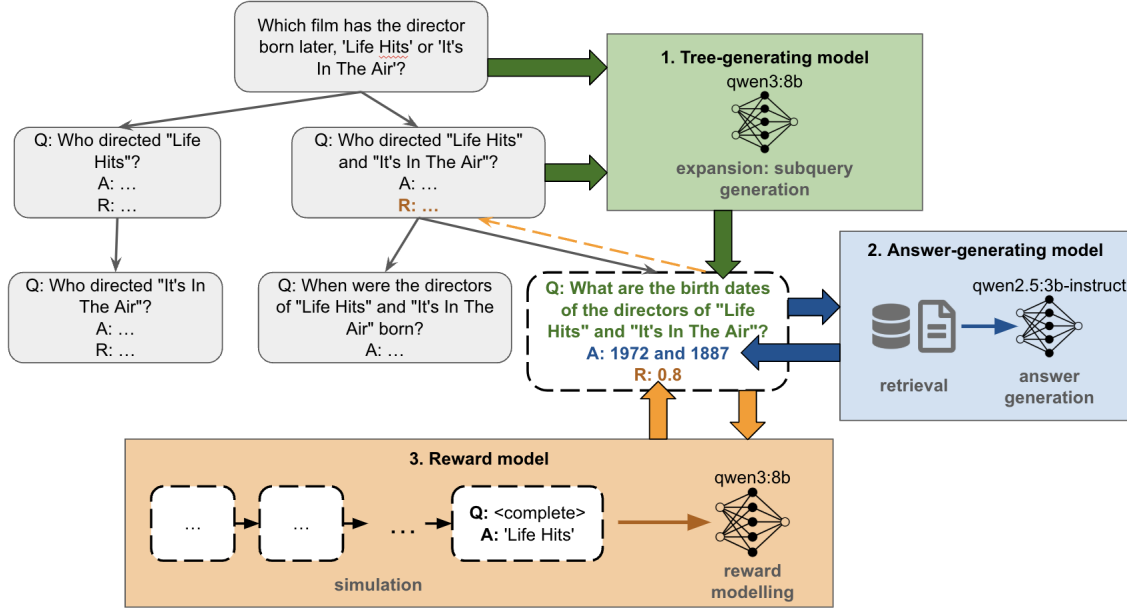 Which film has the director
born later, 'Life Hits' or 'It's
In The Air'?
1. Tree-generating model
qwen3:8b
expansion: subquery
generation
Q: Who directed "Life
Hits"?
A: …
R: …
Q: Who directed "Life Hits"
and "It's In The Air"?
A: …
R: …
2. Answer-generating model
qwen2.5:3b-instruct
retrieval
answer
generation
Q: Who directed "It's In
The Air"?
A: …
R: …
Q: When were the directors
of "Life Hits" and "It's In The
Air" born?
A: …
Q: What are the birth dates
of the directors of "Life
Hits" and "It's In The Air"?
A: 1972 and 1887
R: 0.8
3. Reward model
qwen3:8b
…
…
…
Q: <complete>
A: 'Life Hits'
simulation
reward
modelling